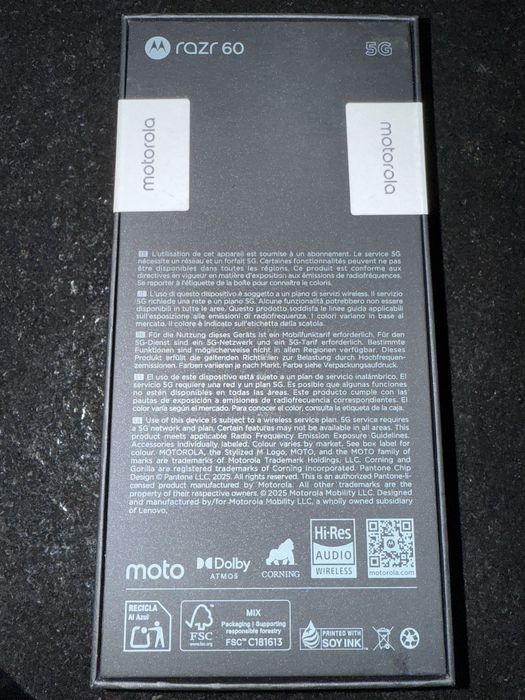 razr 60
5G
motorola
motorola
FR L'utilisation de cet appareil est soumise à un abonnement. Le service 5G
nécessite un réseau et un forfait 5G. Certaines fonctionnalités peuvent ne pas
être disponibles dans toutes les régions. Ce produit est conforme aux
directives en vigueur en matière d'exposition aux émissions de radiofréquences.
Se reporter à l'étiquette de la boîte pour connaître le coloris.
IT L'uso di questo dispositivo è soggetto a un piano di servizi wireless. Il servizio
5G richiede una rete e un piano 5G. Alcune funzionalità potrebbero non essere
disponibili in tutte le aree. Questo prodotto soddisfa le linee guida applicabili
sull'esposizione alle emissioni di radiofrequenza. I colori variano in base al
mercato. Il colore è indicato sull'etichetta della scatola.
DE Für die Nutzung dieses Geräts ist ein Mobilfunktarif erforderlich. Für den
5G-Dienst sind ein 5G-Netzwerk und ein 5G-Tarif erforderlich. Bestimmte
Funktionen sind möglicherweise nicht in allen Regionen verfügbar. Dieses
Produkt erfüllt die geltenden Richtlinien zur Belastung durch Hochfrequen-
zemissionen. Farben variieren je nach Markt. Farbe siehe Verpackungsaufdruck.
ES El uso de este dispositivo está sujeto a un plan de servicio inalámbrico. El
servicio 5G requiere una red y un plan 5G. Es posible que algunas funciones
no estén disponibles en todas las áreas. Este producto cumple con las
pautas de exposición a emisiones de radiofrecuencia correspondientes. El
color varía según el mercado. Para conocer el color, consulta la etiqueta de la caja.
EN Use of this device is subject to a wireless service plan. 5G service requires
a 5G network and plan. Certain features may not be available in all areas. This
product meets applicable Radio Frequency Emission Exposure Guidelines.
Accessories individually labeled. Colour varies by market. See box label for
colour. MOTOROLA, the Stylized M Logo, MOTO, and the MOTO family of
marks are trademarks of Motorola Trademark Holdings, LLC. Corning and
Gorilla are registered trademarks of Corning Incorporated. Pantone Chip
Design © Pantone LLC, 2025. All rights reserved. This is an authorized Pantone-li-
censed product manufactured by Motorola. All other trademarks are the
property of their respective owners. © 2025 Motorola Mobility LLC. Designed
and manufactured by/for Motorola Mobility LLC, a wholly owned subsidiary
of Lenovo.
moto
Dolby
ATMOS
CORNING
Hi-Res
AUDIO
WIRELESS
motorola.com
RECICLA
Al Azul
FSC
MIX
Packaging | Supporting
responsible forestry
FSC™ C181613
PRINTED WITH
SOY INK